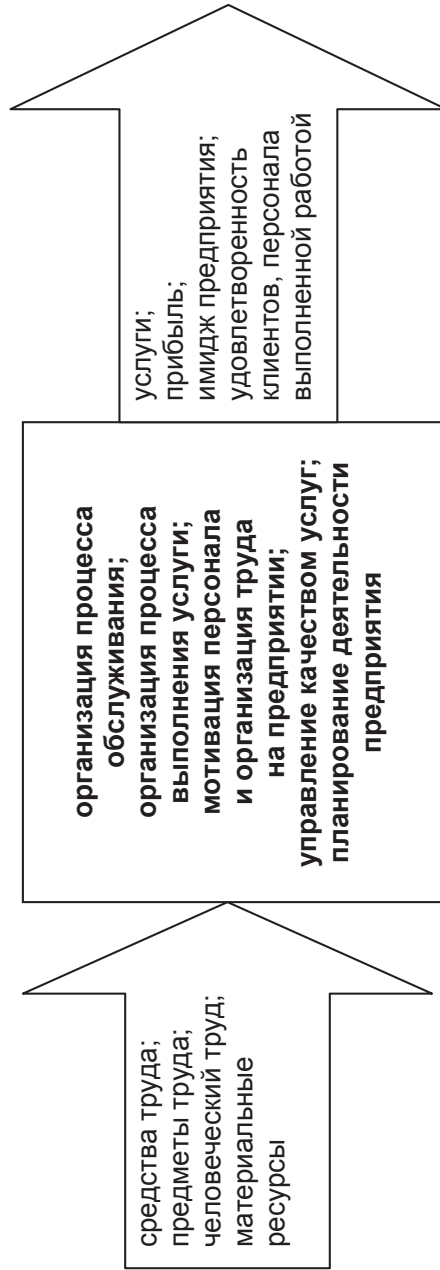 средства труда;
предметы труда;
человеческий труд;
материальные
ресурсы
организация процесса
обслуживания;
организация процесса
выполнения услуги;
мотивация персонала
и организация труда
на предприятии;
управление качеством услуг;
планирование деятельности
предприятия
услуги;
прибыль;
имидж предприятия;
удовлетворенность
клиентов, персонала
выполненной работой